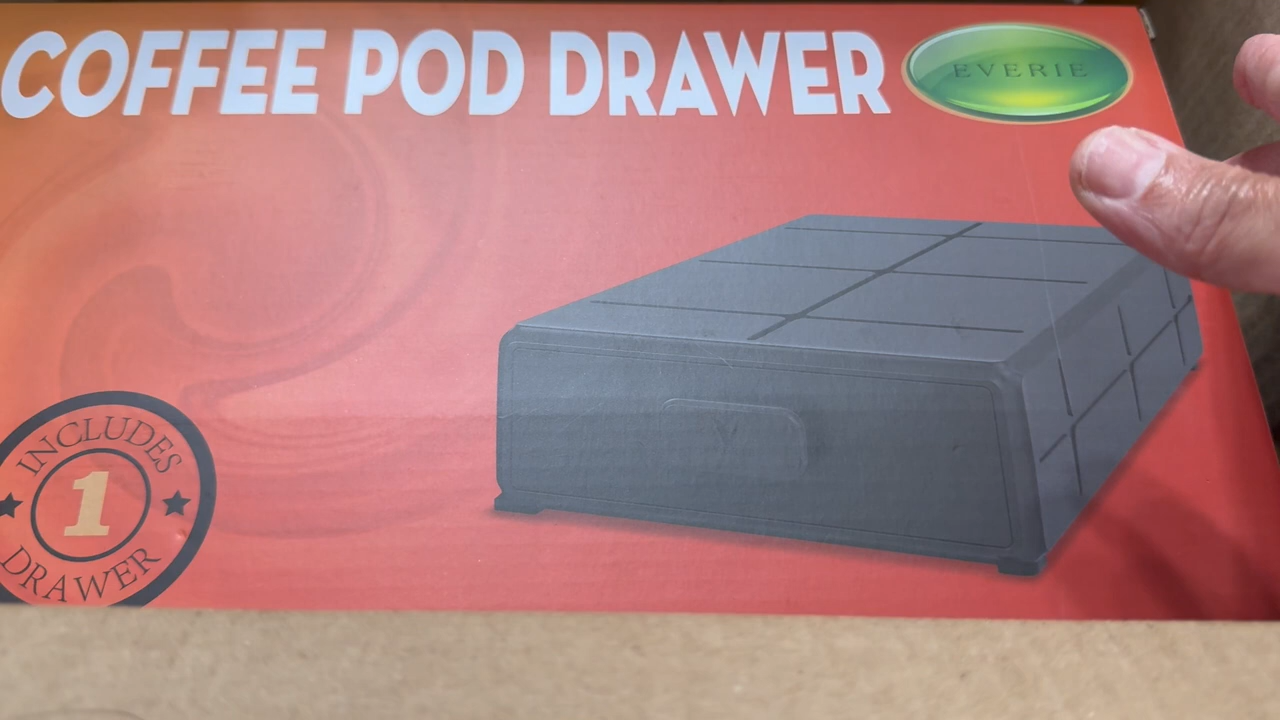 COFFEE POD DRAWER
EVERIE
INCLUDES
1
DRAWER